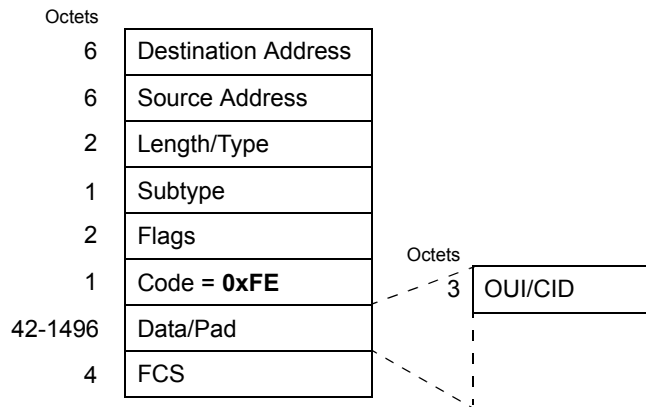 Octets
6 Destination Address
6 Source Address
2 Length/Type
1 Subtype
2 Flags
1 Code = 0xFE
42-1496 Data/Pad
4 FCS
Octets
3 OUI/CID